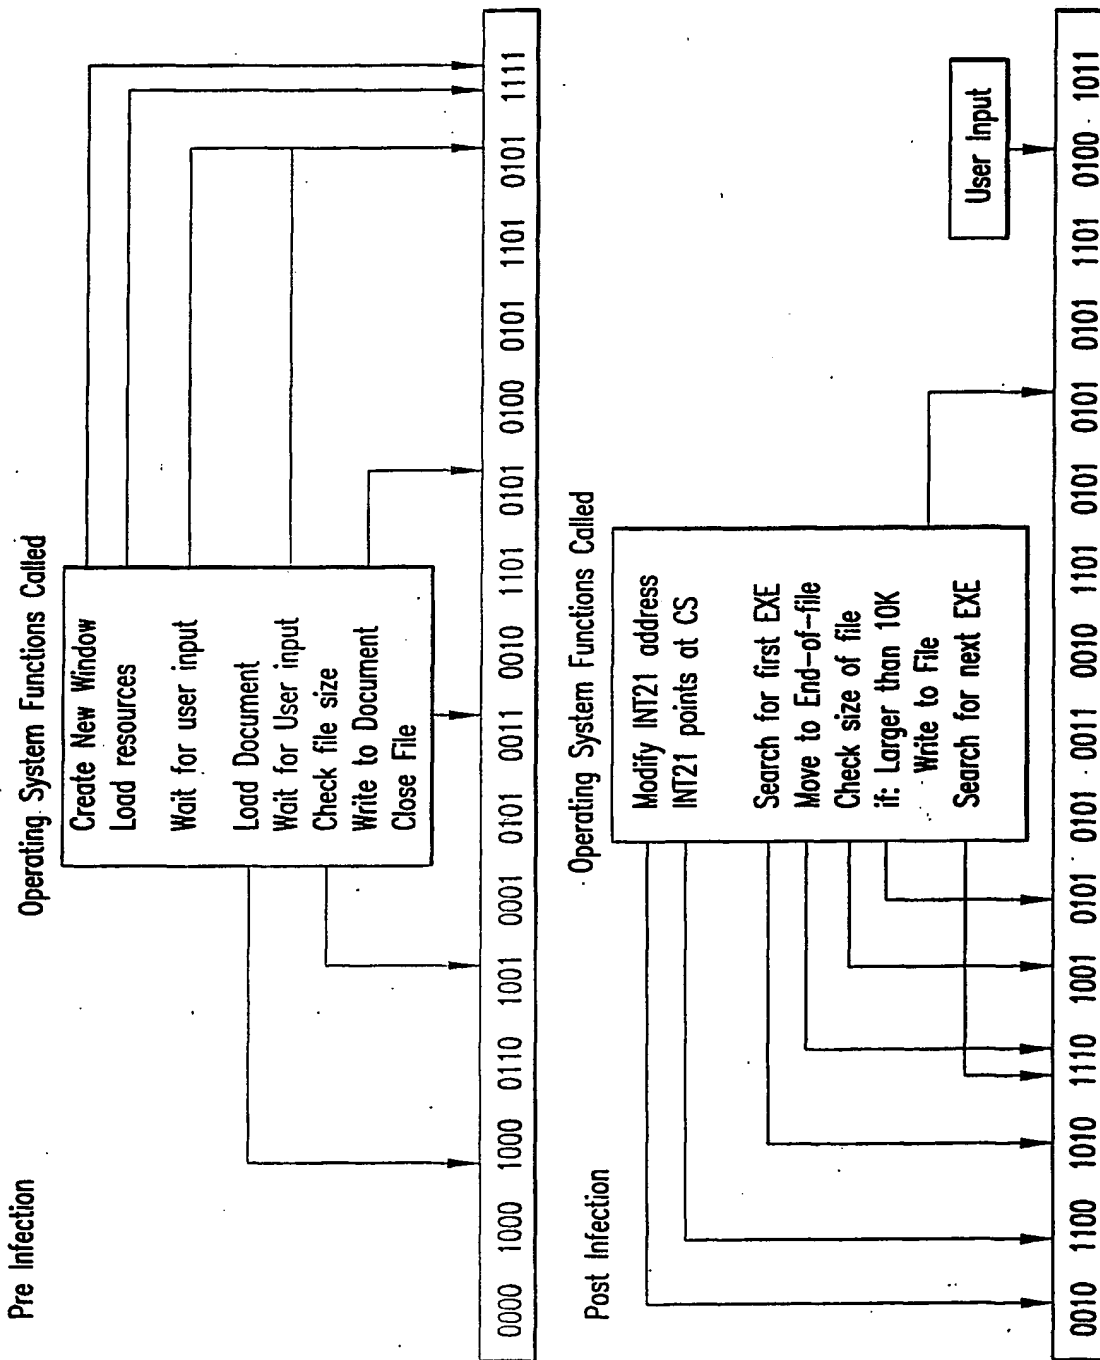 Pre Infection
Operating System Functions Called
Create New Window
Load resources
Wait for user input
Load Document
Wait for User input
Check file size
Write to Document
Close File
0000 1000 1000 0110 1001 0001 0101 0011 0010 1101 0101 0100 0101 1101 0101 1111
Post Infection
Operating System Functions Called
Modify INT21 address
INT21 points at CS
Search for first EXE
Move to End-of-file
Check size of file
if: Larger than 10K
Write to File
Search for next EXE
User Input
0010 1100 1010 1110 1001 0101 0101 0011 0010 1101 0101 0101 0101 1101 0100 1011